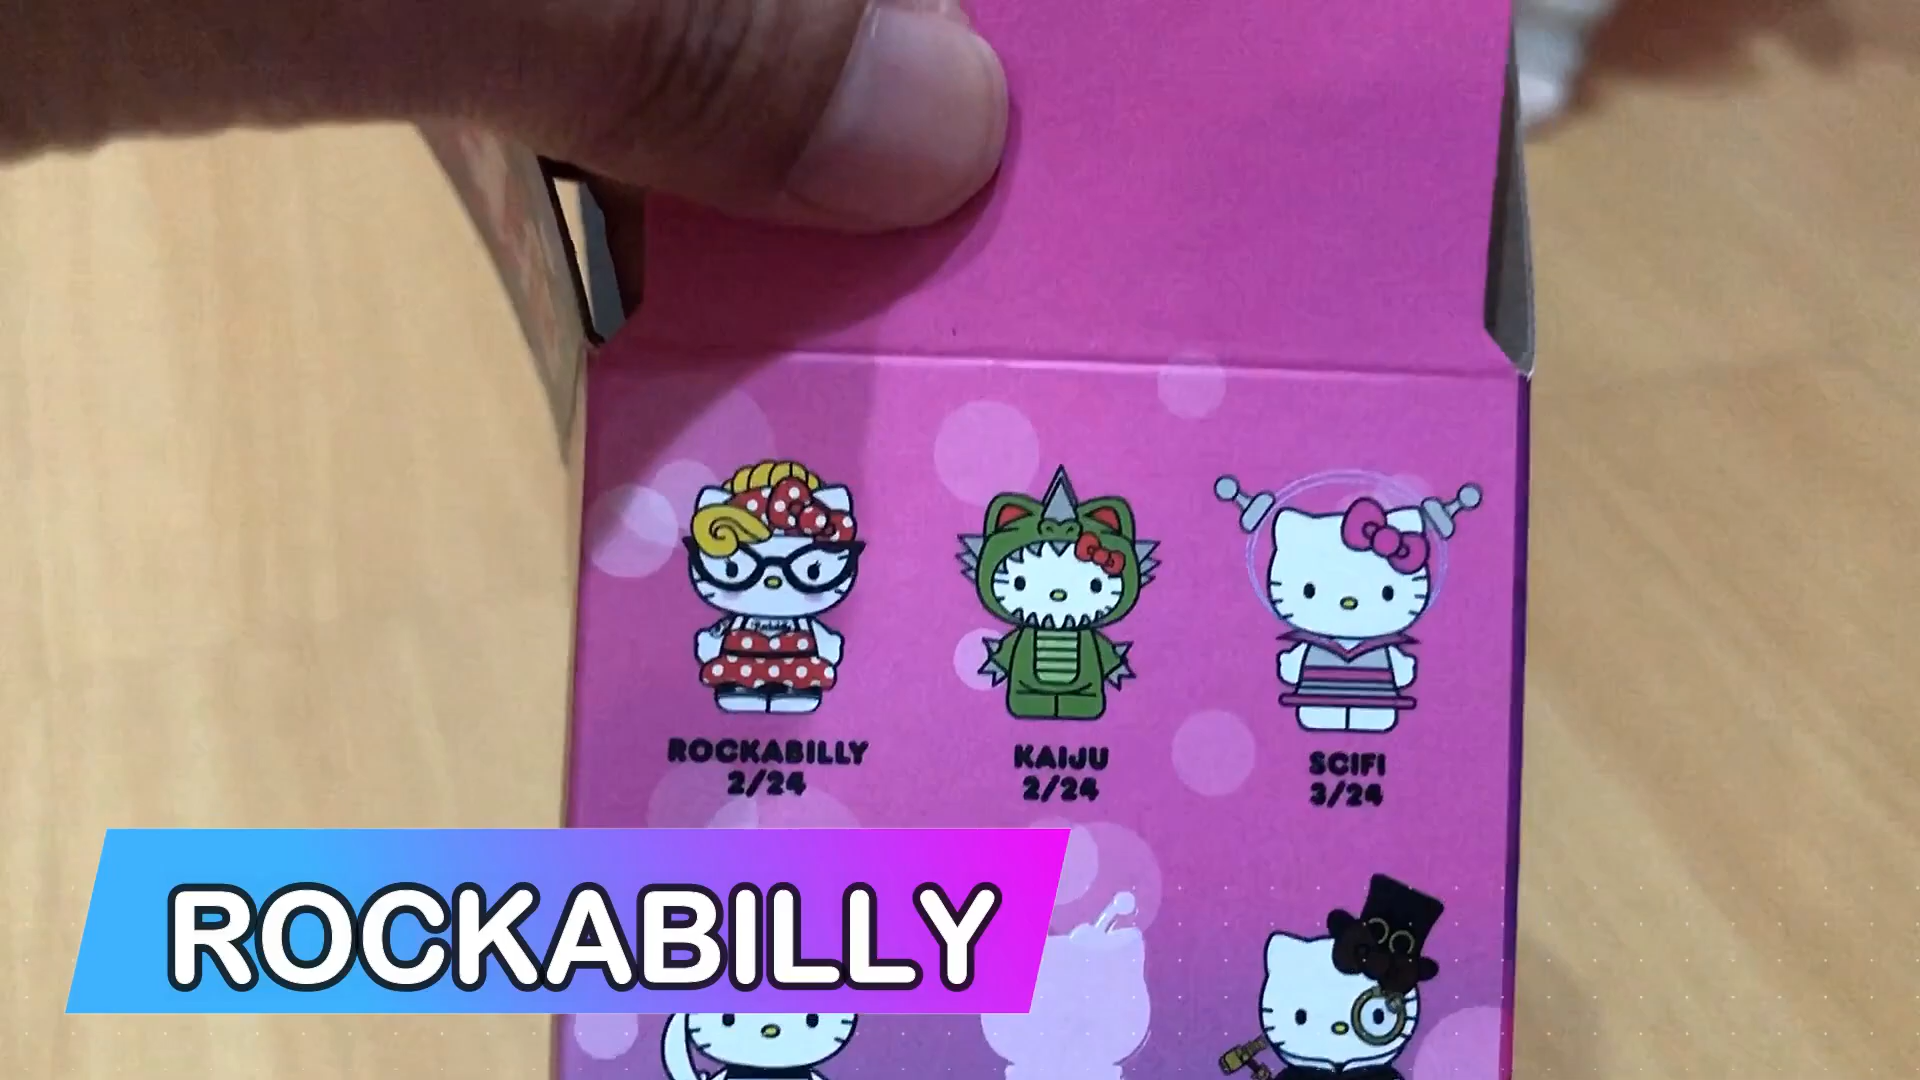 ROCKABILLY
2/24
KAIJU
2/24
SCIFI
3/24
ROCKABILLY